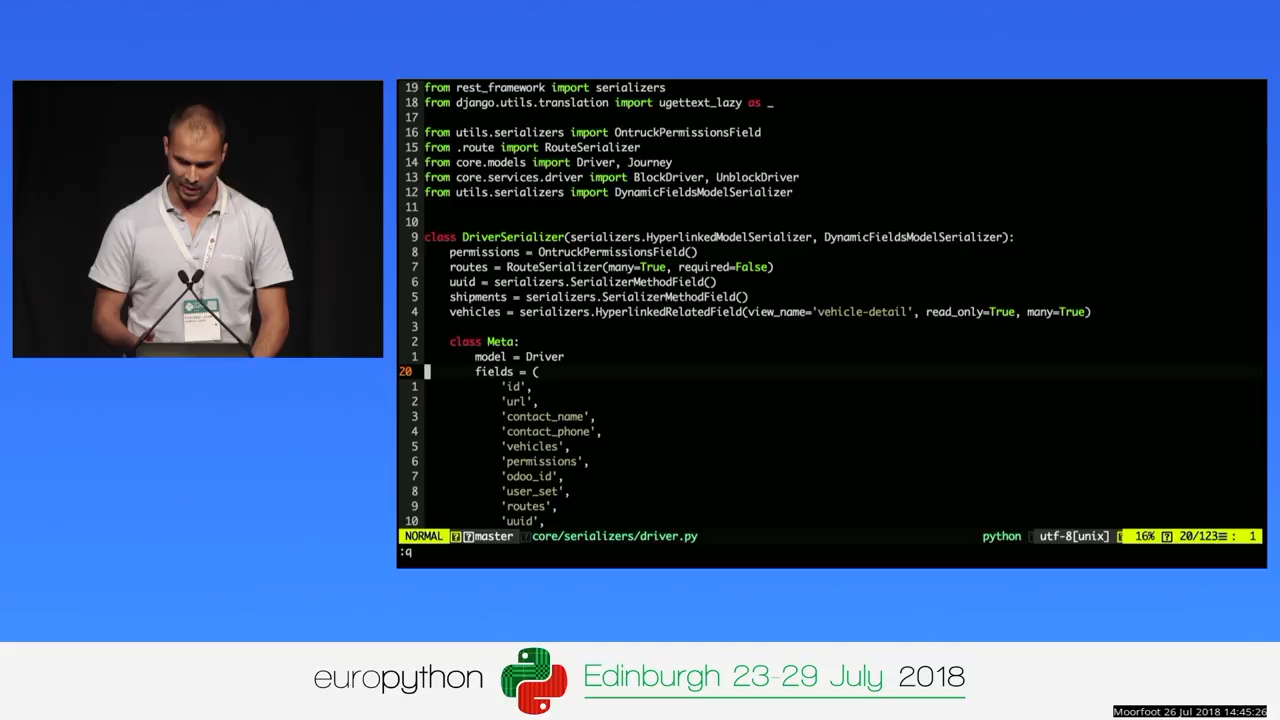 19 from rest_framework import serializers
18 from django.utils.translation import ugettext_lazy as _
17
16 from utils.serializers import OntruckPermissionsField
15 from .route import RouteSerializer
14 from core.models import Driver, Journey
13 from core.services.driver import BlockDriver, UnblockDriver
12 from utils.serializers import DynamicFieldsModelSerializer
11
10
9 class DriverSerializer(serializers.HyperlinkedModelSerializer, DynamicFieldsModelSerializer):
8     permissions = OntruckPermissionsField()
7     routes = RouteSerializer(many=True, required=False)
6     uuid = serializers.SerializerMethodField()
5     shipments = serializers.SerializerMethodField()
4     vehicles = serializers.HyperlinkedRelatedField(view_name='vehicle-detail', read_only=True, many=True)
3
2     class Meta:
1         model = Driver
20         fields = (
1             'id',
2             'url',
3             'contact_name',
4             'contact_phone',
5             'vehicles',
6             'permissions',
7             'odoo_id',
8             'user_set',
9             'routes',
10             'uuid',
NORMAL master core/serializers/driver.py python utf-8[unix] 16% 20/123 : 1
:q
europython Edinburgh 23-29 July 2018
Moorfoot 26 Jul 2018 14:45:26